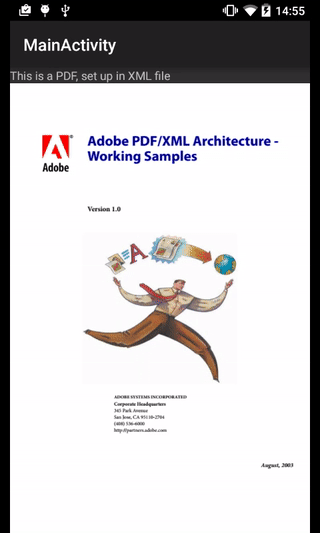 14:55
MainActivity
This is a PDF, set up in XML file
Adobe PDF/XML Architecture -
Working Samples
Adobe
Version 1.0
=A
ADOBE SYSTEMS INCORPORATED
Corporate Headquarters
345 Park Avenue
San Jose, CA 95110-2704
(408) 536-6000
http://partners.adobe.com
August, 2003